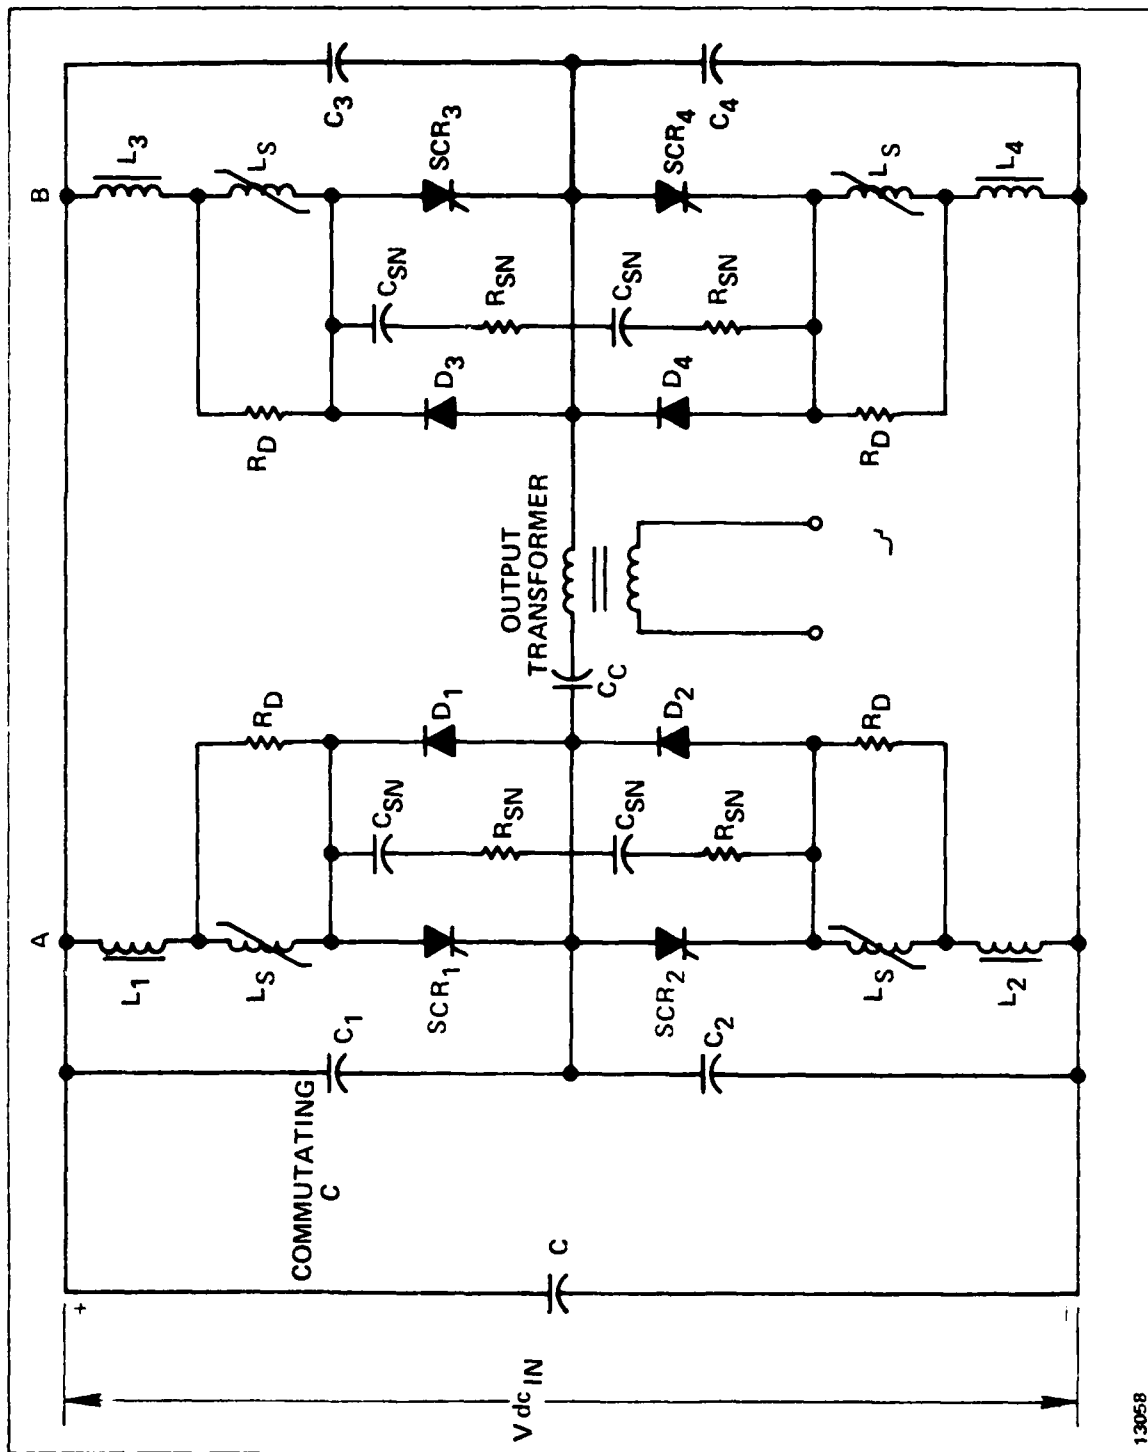 A
B
L1
L3
LS
LS
RD
RD
C1
C3
SCR1
SCR3
CSN
CSN
RSN
RSN
D1
D3
COMMUTATING
C
C
+
–
Vdc IN
OUTPUT
TRANSFORMER
CC
SCR2
SCR4
CSN
CSN
RSN
RSN
D2
D4
C2
C4
LS
LS
RD
RD
L2
L4
13058